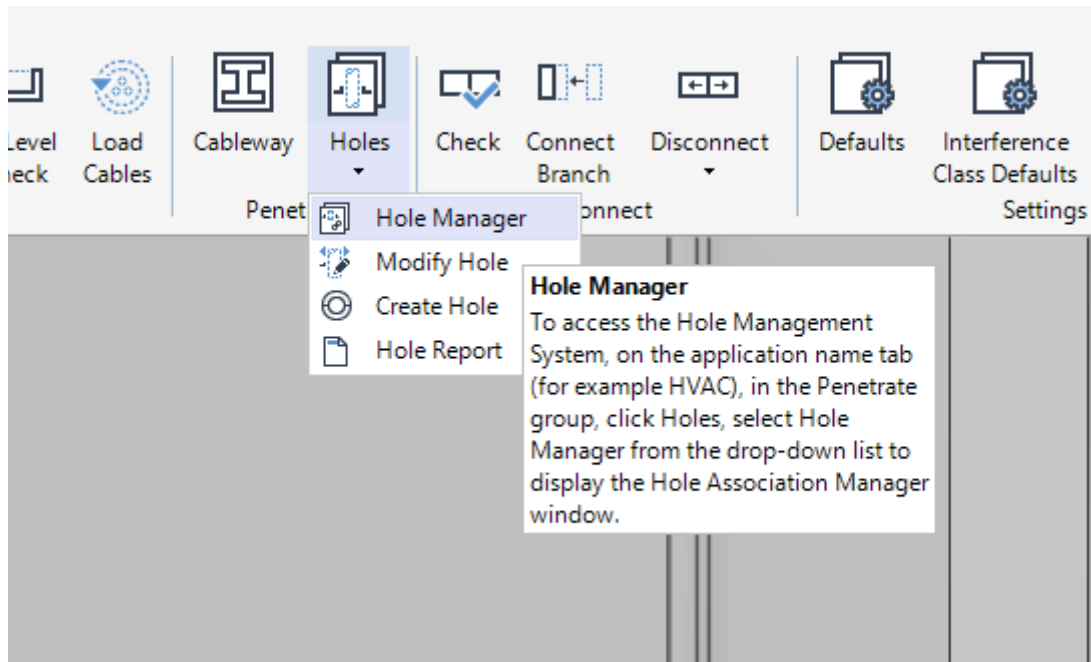 Level
Check
Load
Cables
Cableway
Holes
Check
Connect
Branch
Disconnect
Defaults
Interference
Class Defaults
Settings
Hole Manager
Modify Hole
Create Hole
Hole Report
Hole Manager
To access the Hole Management
System, on the application name tab
(for example HVAC), in the Penetrate
group, click Holes, select Hole
Manager from the drop-down list to
display the Hole Association Manager
window.